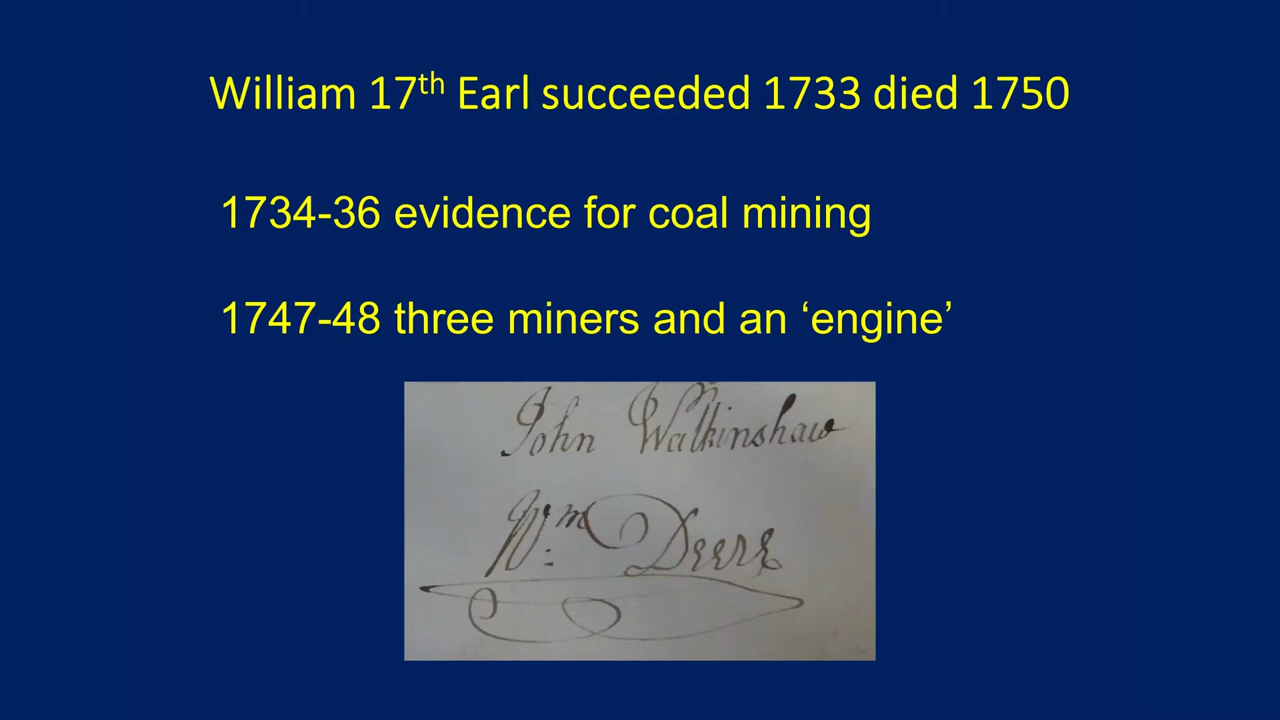 William 17th Earl succeeded 1733 died 1750
1734-36 evidence for coal mining
1747-48 three miners and an ‘engine’
John Walkinshaw
Wm: Deere